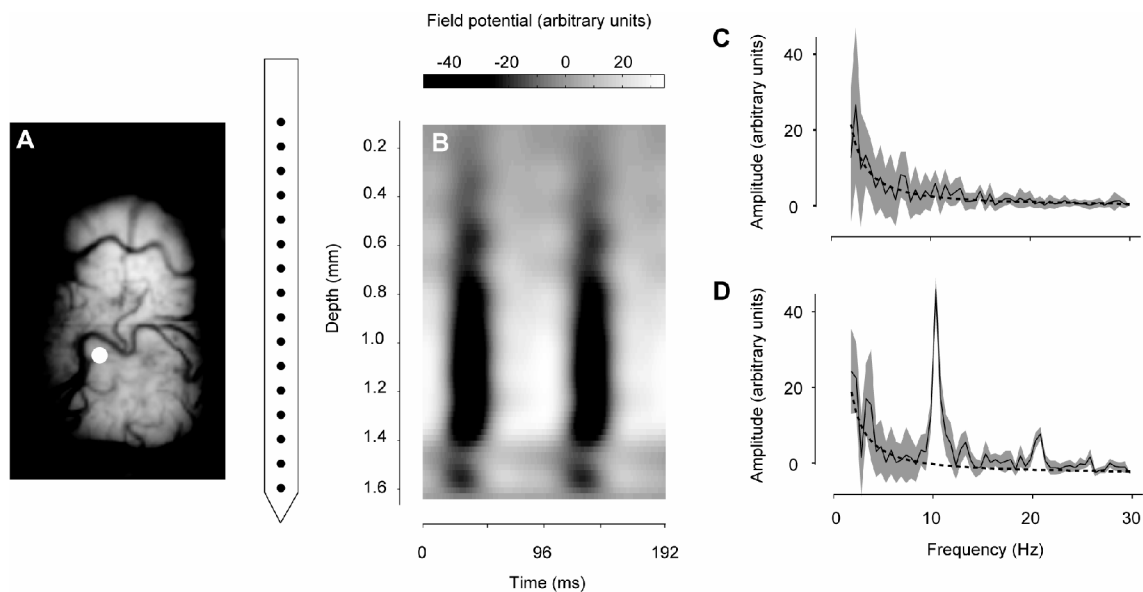 Field potential (arbitrary units)
-40 -20 0 20
A
B
Depth (mm)
0.2
0.4
0.6
0.8
1.0
1.2
1.4
1.6
0 96 192
Time (ms)
C
Amplitude (arbitrary units)
40
20
0
D
Amplitude (arbitrary units)
40
20
0
0 10 20 30
Frequency (Hz)